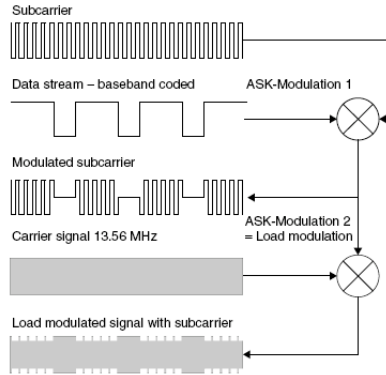 Subcarrier
Data stream – baseband coded
ASK-Modulation 1
Modulated subcarrier
ASK-Modulation 2
= Load modulation
Carrier signal 13.56 MHz
Load modulated signal with subcarrier